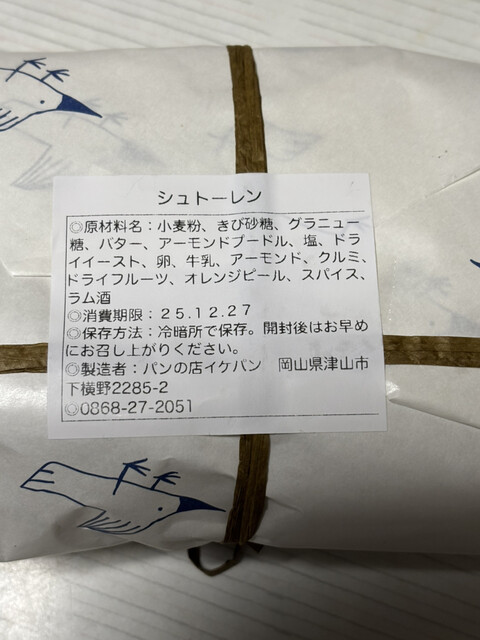 シュトーレン
◎原材料名：小麦粉、きび砂糖、グラニュー
糖、バター、アーモンドプードル、塩、ドラ
イイースト、卵、牛乳、アーモンド、クルミ、
ドライフルーツ、オレンジピール、スパイス、
ラム酒
◎消費期限：２５.１２.２７
◎保存方法：冷暗所で保存。開封後はお早め
にお召し上がりください。
◎製造者：パンの店イケパン　岡山県津山市
下横野2285-2
◎0868-27-2051